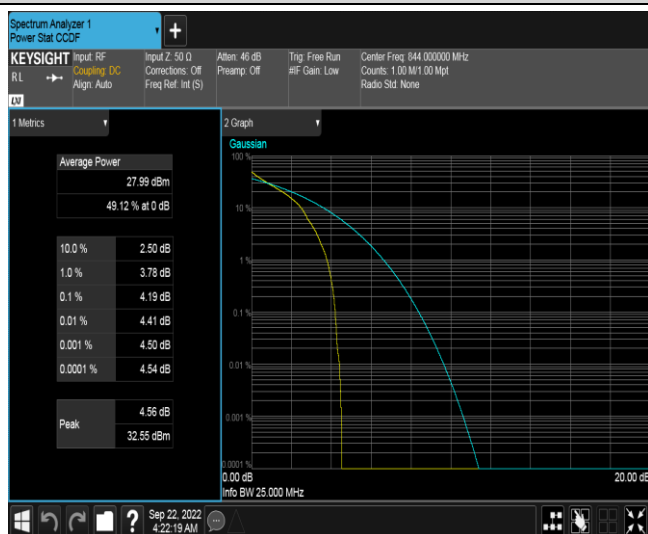 Spectrum Analyzer 1
Power Stat CCDF
+
KEYSIGHT
R L
LXI
Input: RF
Coupling: DC
Align: Auto
Input Z: 50 Ω
Corrections: Off
Freq Ref: Int (S)
Atten: 46 dB
Preamp: Off
Trig: Free Run
#IF Gain: Low
Center Freq: 844.000000 MHz
Counts: 1.00 M/1.00 Mpt
Radio Std: None
1 Metrics
Average Power
27.99 dBm
49.12 % at 0 dB
10.0 % 2.50 dB
1.0 % 3.78 dB
0.1 % 4.19 dB
0.01 % 4.41 dB
0.001 % 4.50 dB
0.0001 % 4.54 dB
Peak 4.56 dB
32.55 dBm
2 Graph
Gaussian
100 %
10 %
1 %
0.1 %
0.01 %
0.001 %
0.0001 %
0.00 dB 20.00 dB
Info BW 25.000 MHz
?
Sep 22, 2022
4:22:19 AM